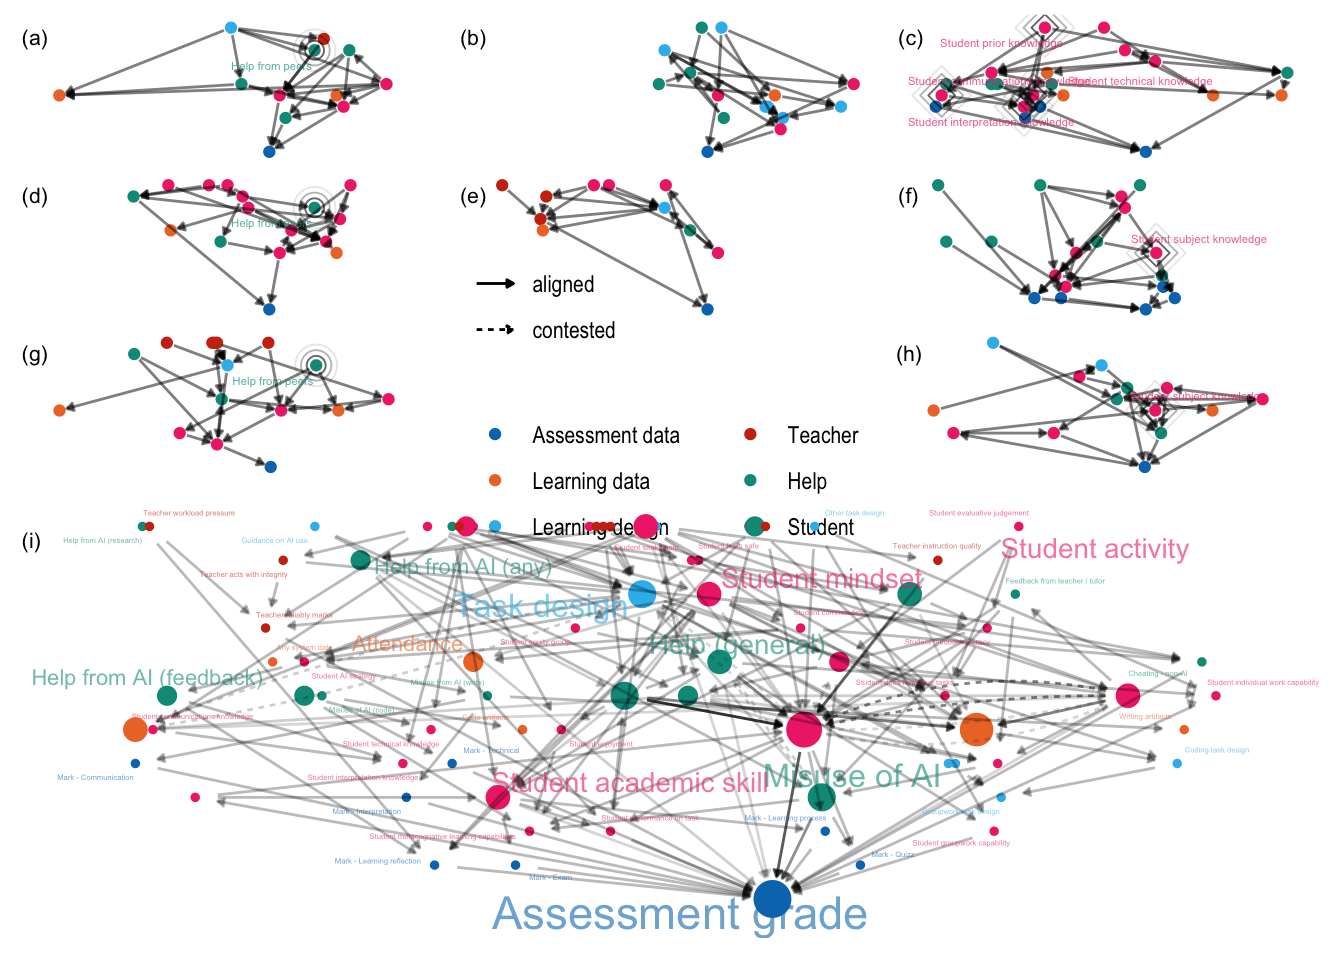 (a)
Help from peers
(b)
(c)
Student prior knowledge
Student technical knowledge
Student interpretation knowledge
(d)
Help from peers
(e)
(f)
Student subject knowledge
aligned
contested
(g)
Help from peers
(h)
Student subject knowledge
Assessment data
Teacher
Learning data
Help
Learning design
Student
(i)
Teacher workload pressure
Other task design
Student evaluative judgement
Help from AI (research)
Guidance on AI use
Student activity
Teacher instruction quality
Help from AI (any)
Teacher acts with integrity
Student mindset
Feedback from teacher / tutor
Task design
Teacher reliably marks
Student equity group
Attendance
Help (general)
Any system data
Student AI strategy
Help from AI (feedback)
Misuse of AI (write)
Cheating - non-AI
Student individual work capability
Misuse of AI (code)
Student communications knowledge
Writing artifacts
Student technical knowledge
Mark - Technical
Student enjoyment
Coding task design
Mark - Communication
Student interpretation knowledge
Student academic skill
Misuse of AI
Mark - Interpretation
Groupwork task design
Student performance on task
Mark - Learning process
Student metacognitive learning capabilities
Student groupwork capability
Mark - Learning reflection
Mark - Quizz
Mark - Exam
Assessment grade